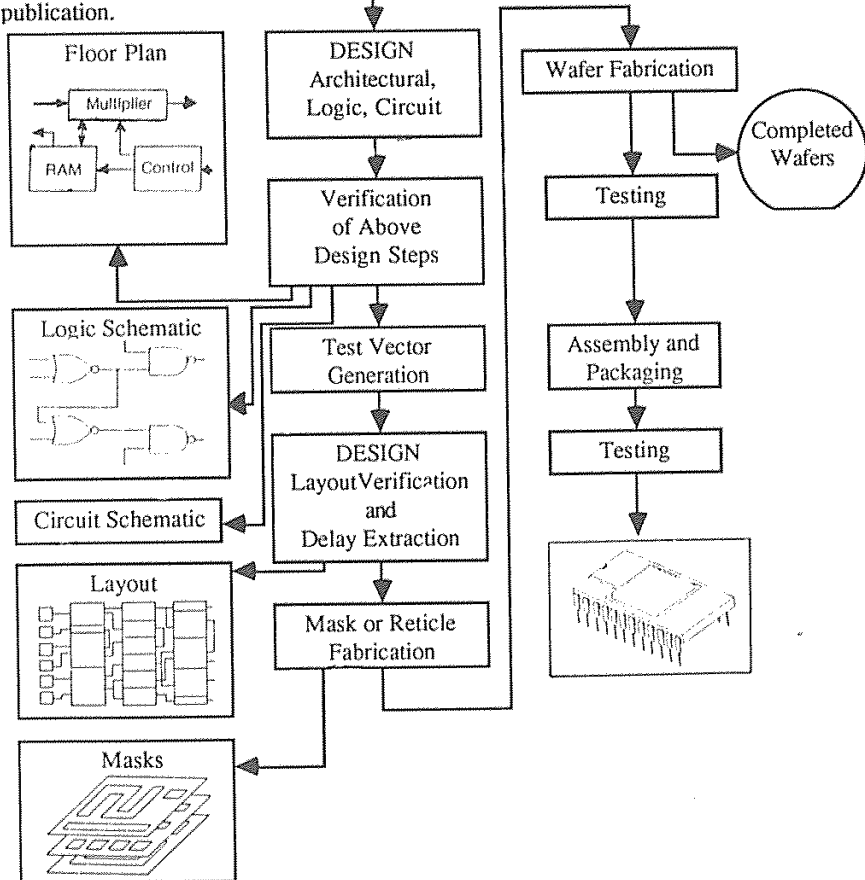 publication.
Floor Plan
Multiplier
RAM
Control
DESIGN
Architectural,
Logic, Circuit
Verification
of Above
Design Steps
Logic Schematic
Test Vector
Generation
DESIGN
LayoutVerification
and
Delay Extraction
Circuit Schematic
Layout
Mask or Reticle
Fabrication
Masks
Wafer Fabrication
Completed
Wafers
Testing
Assembly and
Packaging
Testing